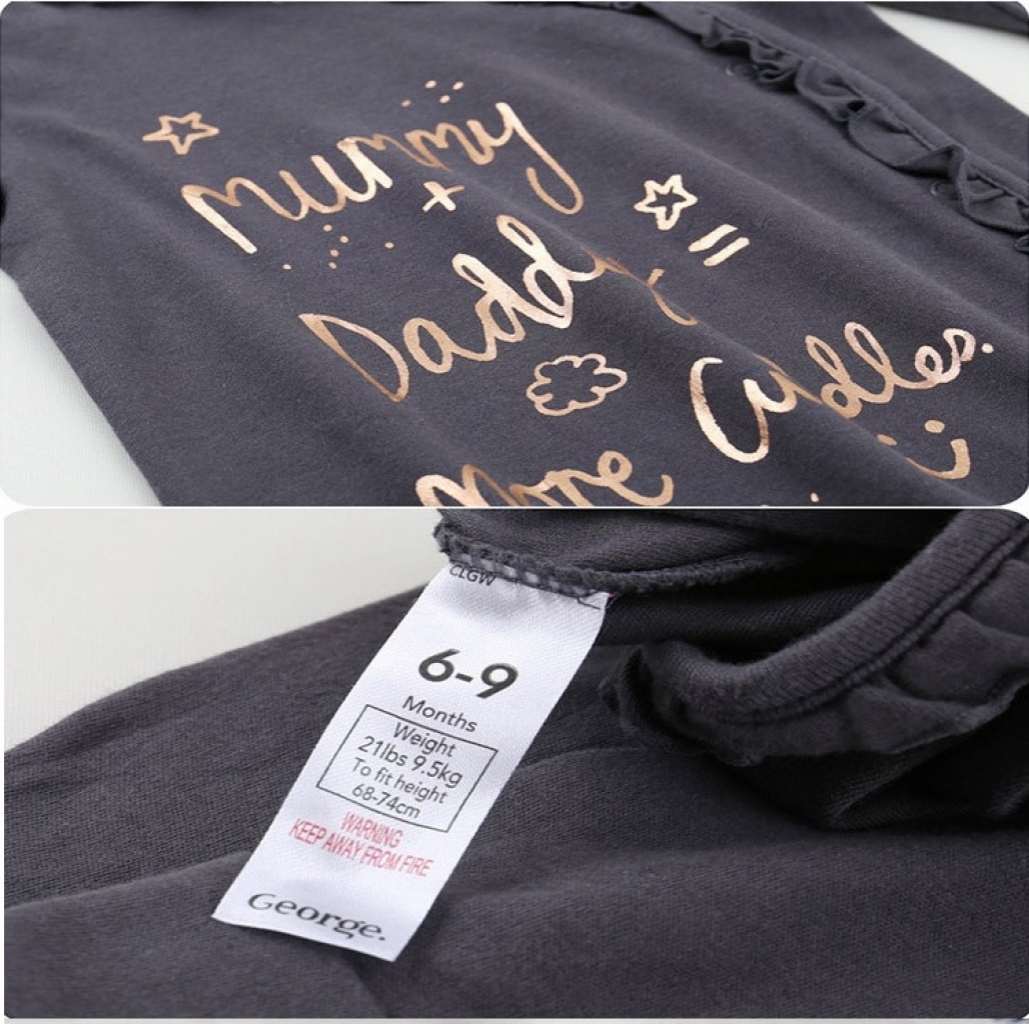 Mummy
+
Daddy =
More Cuddles.
CLGW
6-9
Months
Weight
21lbs 9.5kg
To fit height
68-74cm
WARNING
KEEP AWAY FROM FIRE
George.